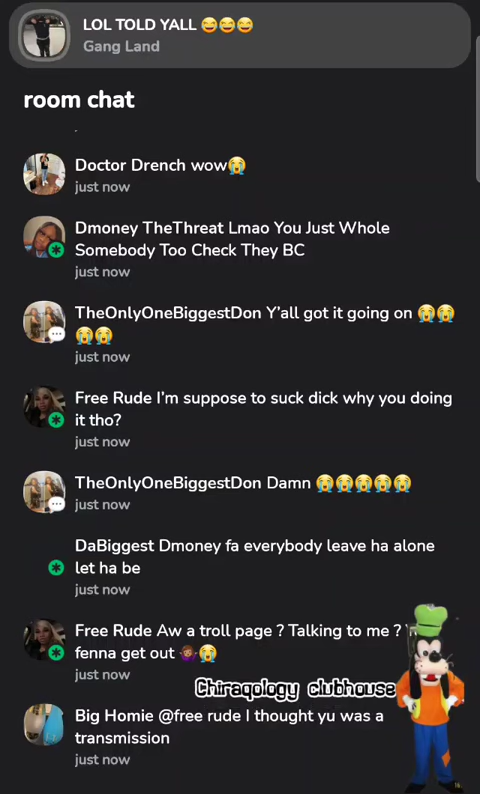 LOL TOLD YALL 😂😂😂
Gang Land
room chat
Doctor Drench wow😭
just now
Dmoney TheThreat Lmao You Just Whole
Somebody Too Check They BC
just now
TheOnlyOneBiggestDon Y'all got it going on 😭😭
😭😭
just now
Free Rude I'm suppose to suck dick why you doing
it tho?
just now
TheOnlyOneBiggestDon Damn 😭😭😭😭😭
just now
DaBiggest Dmoney fa everybody leave ha alone
let ha be
just now
Free Rude Aw a troll page ? Talking to me ?
fenna get out 🤷🏾‍♀️😭
just now
Chiraqology clubhouse
Big Homie @free rude I thought yu was a
transmission
just now